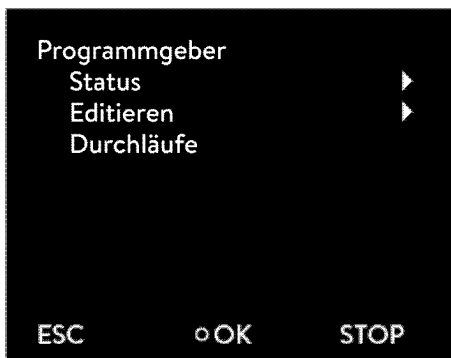 Programmgeber
Status
Editieren
Durchläufe
ESC OK STOP